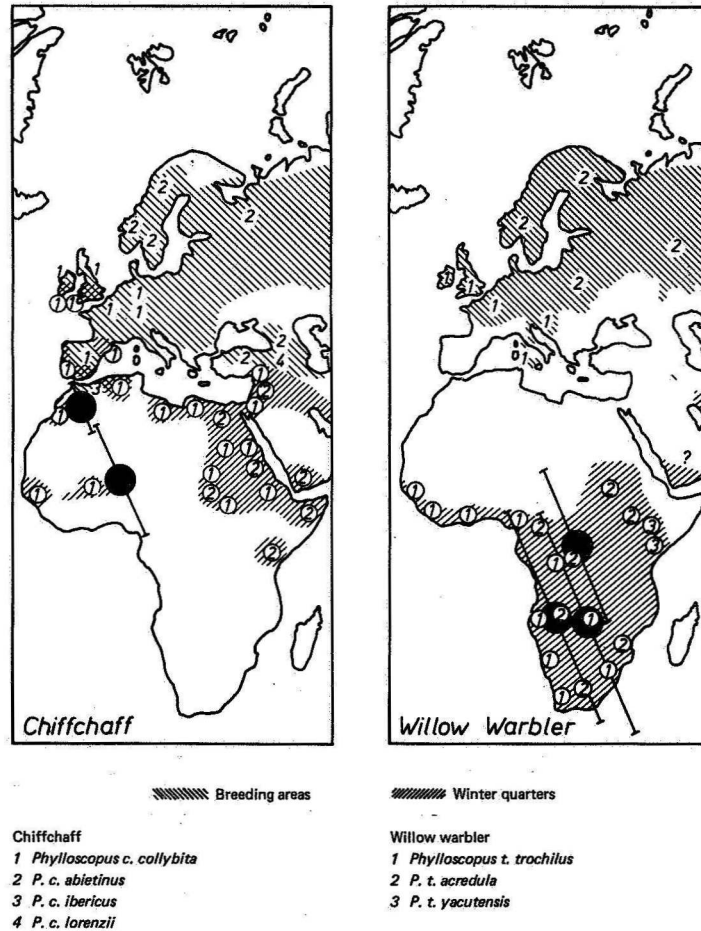 Chiffchaff
Willow Warbler
Breeding areas
Winter quarters
Chiffchaff
1 Phylloscopus c. collybita
2 P. c. abietinus
3 P. c. ibericus
4 P. c. lorenzii
Willow warbler
1 Phylloscopus t. trochilus
2 P. t. acredula
3 P. t. yacutensis